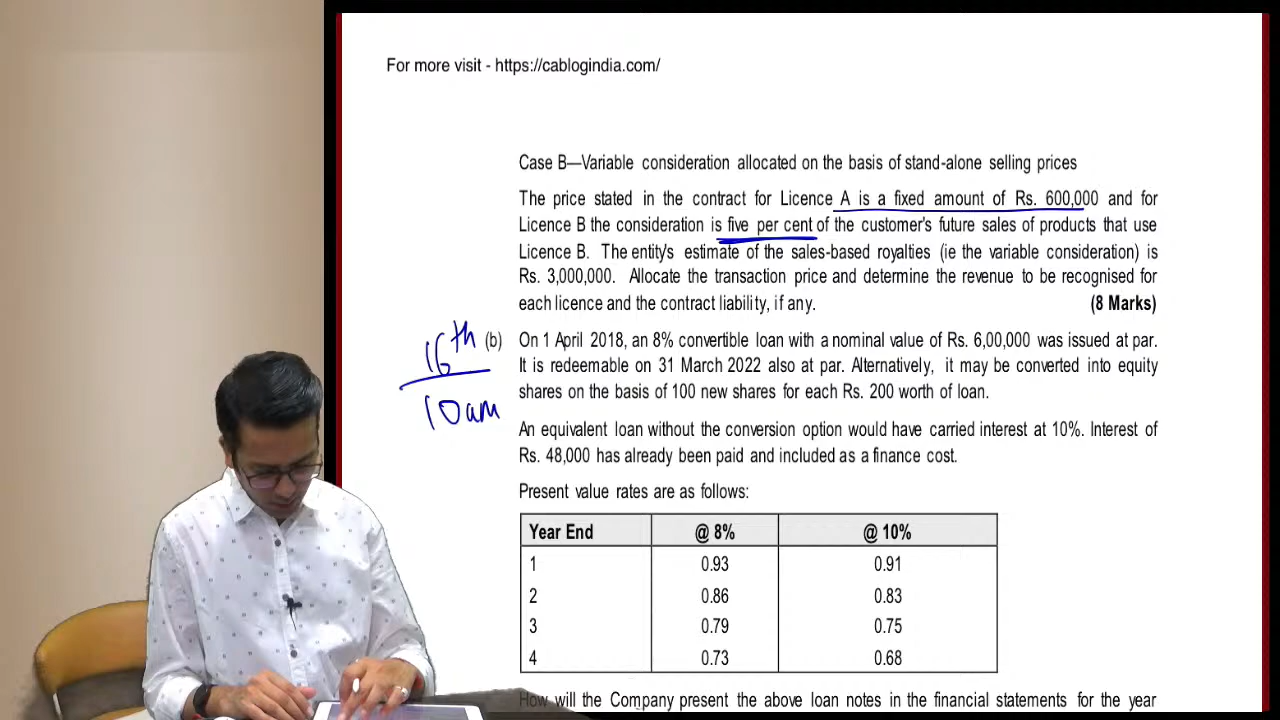 For more visit - https://cablogindia.com/
Case B—Variable consideration allocated on the basis of stand-alone selling prices
The price stated in the contract for Licence A is a fixed amount of Rs. 600,000 and for
Licence B the consideration is five per cent of the customer's future sales of products that use
Licence B. The entity's estimate of the sales-based royalties (ie the variable consideration) is
Rs. 3,000,000. Allocate the transaction price and determine the revenue to be recognised for
each licence and the contract liability, if any. (8 Marks)
16th
10am
(b) On 1 April 2018, an 8% convertible loan with a nominal value of Rs. 6,00,000 was issued at par.
It is redeemable on 31 March 2022 also at par. Alternatively, it may be converted into equity
shares on the basis of 100 new shares for each Rs. 200 worth of loan.
An equivalent loan without the conversion option would have carried interest at 10%. Interest of
Rs. 48,000 has already been paid and included as a finance cost.
Present value rates are as follows:
Year End @ 8% @ 10%
1 0.93 0.91
2 0.86 0.83
3 0.79 0.75
4 0.73 0.68
How will the Company present the above loan notes in the financial statements for the year